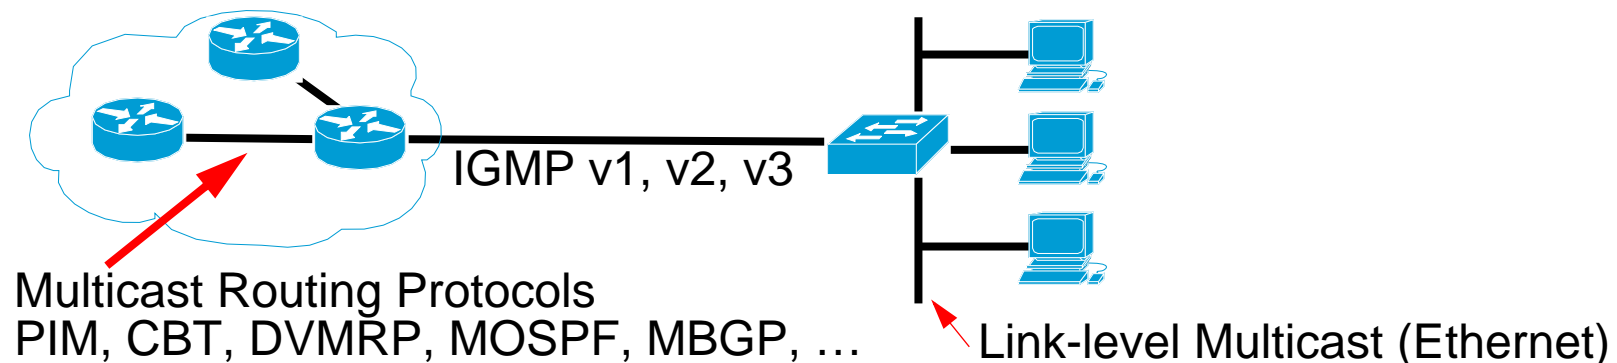 IGMP v1, v2, v3
Multicast Routing Protocols
PIM, CBT, DVMRP, MOSPF, MBGP, …
Link-level Multicast (Ethernet)